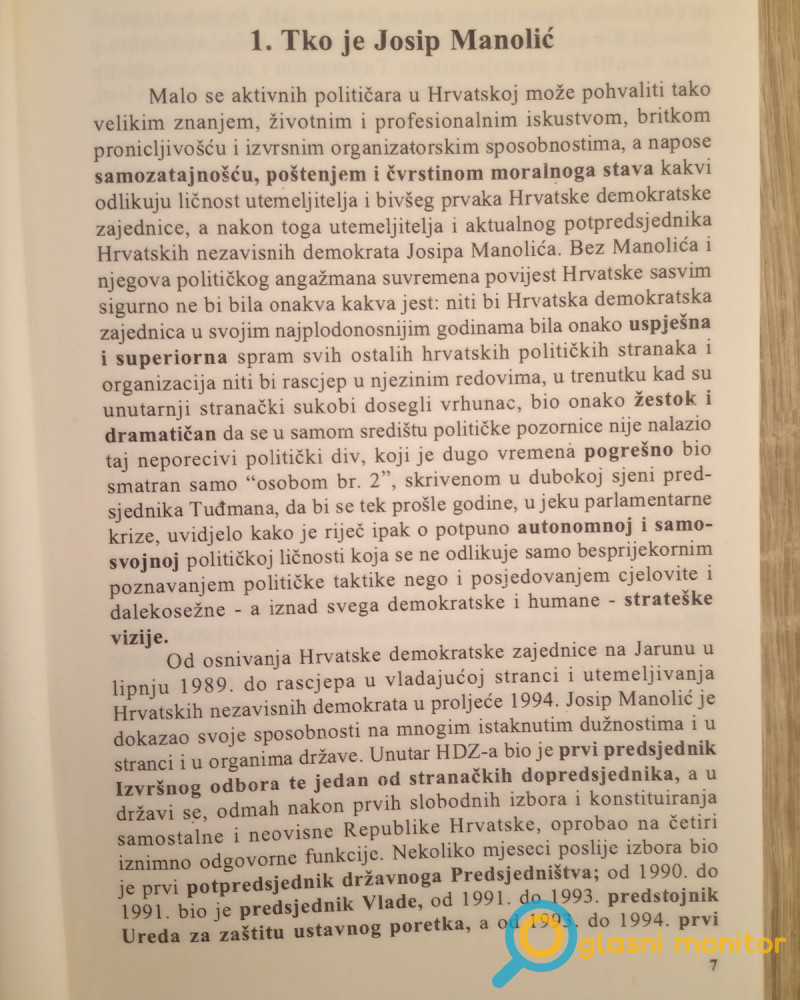 1. Tko je Josip Manolić
Malo se aktivnih političara u Hrvatskoj može pohvaliti tako
velikim znanjem, životnim i profesionalnim iskustvom, britkom
pronicljivošću i izvrsnim organizatorskim sposobnostima, a napose
samozatajnošću, poštenjem i čvrstinom moralnoga stava kakvi
odlikuju ličnost utemeljitelja i bivšeg prvaka Hrvatske demokratske
zajednice, a nakon toga utemeljitelja i aktualnog potpredsjednika
Hrvatskih nezavisnih demokrata Josipa Manolića. Bez Manolića i
njegova političkog angažmana suvremena povijest Hrvatske sasvim
sigurno ne bi bila onakva kakva jest: niti bi Hrvatska demokratska
zajednica u svojim najplodonosnijim godinama bila onako uspješna
i superiorna spram svih ostalih hrvatskih političkih stranaka i
organizacija niti bi rascjep u njezinim redovima, u trenutku kad su
unutarnji stranački sukobi dosegli vrhunac, bio onako žestok i
dramatičan da se u samom središtu političke pozornice nije nalazio
taj neporecivi politički div, koji je dugo vremena pogrešno bio
smatran samo “osobom br. 2”, skrivenom u dubokoj sjeni pred-
sjednika Tuđmana, da bi se tek prošle godine, u jeku parlamentarne
krize, uvidjelo kako je riječ ipak o potpuno autonomnoj i samo-
svojnoj političkoj ličnosti koja se ne odlikuje samo besprijekornim
poznavanjem političke taktike nego i posjedovanjem cjelovite i
dalekosežne - a iznad svega demokratske i humane - strateške
vizije.
Od osnivanja Hrvatske demokratske zajednice na Jarunu u
lipnju 1989. do rascjepa u vladajućoj stranci i utemeljivanja
Hrvatskih nezavisnih demokrata u proljeće 1994. Josip Manolić je
dokazao svoje sposobnosti na mnogim istaknutim dužnostima i u
stranci i u organima države. Unutar HDZ-a bio je prvi predsjednik
Izvršnog odbora te jedan od stranačkih dopredsjednika, a u
državi se, odmah nakon prvih slobodnih izbora i konstituiranja
samostalne i neovisne Republike Hrvatske, oprobao na četiri
iznimno odgovorne funkcije. Nekoliko mjeseci poslije izbora bio
je prvi potpredsjednik državnoga Predsjedništva; od 1990. do
1991. bio je predsjednik Vlade, od 1991. do 1993. predstojnik
Ureda za zaštitu ustavnog poretka, a od 1993. do 1994. prvi
Oglasni monitor
7